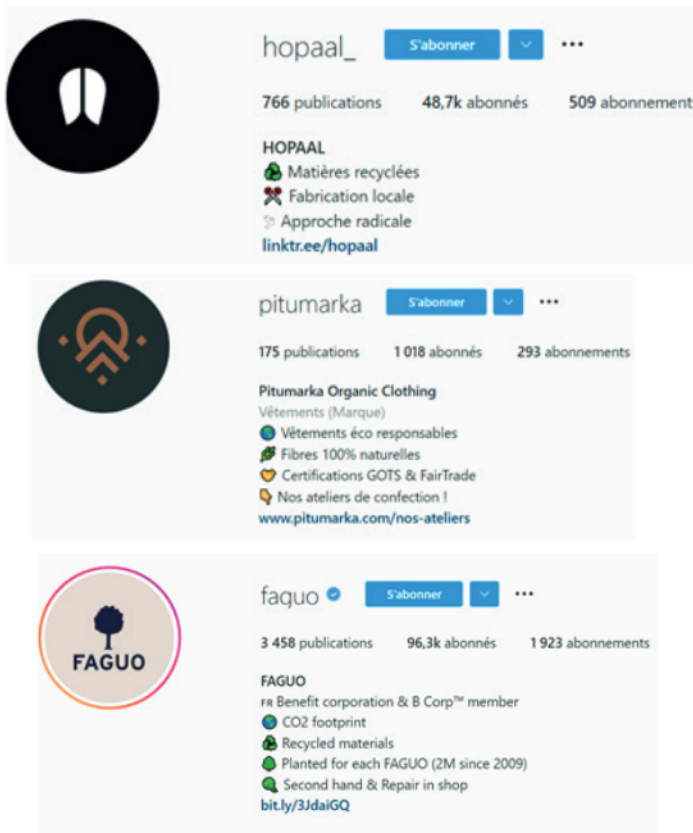 hopaal_ S'abonner
766 publications 48,7k abonnés 509 abonnement
HOPAAL
Matières recyclées
Fabrication locale
Approche radicale
linktr.ee/hopaal
pitumarka S'abonner
175 publications 1 018 abonnés 293 abonnements
Pitumarka Organic Clothing
Vêtements (Marque)
Vêtements éco responsables
Fibres 100% naturelles
Certifications GOTS & FairTrade
Nos ateliers de confection !
www.pitumarka.com/nos-ateliers
FAGUO
faguo S'abonner
3 458 publications 96,3k abonnés 1 923 abonnements
FAGUO
FR Benefit corporation & B Corp™ member
CO2 footprint
Recycled materials
Planted for each FAGUO (2M since 2009)
Second hand & Repair in shop
bit.ly/3JdaiGQ